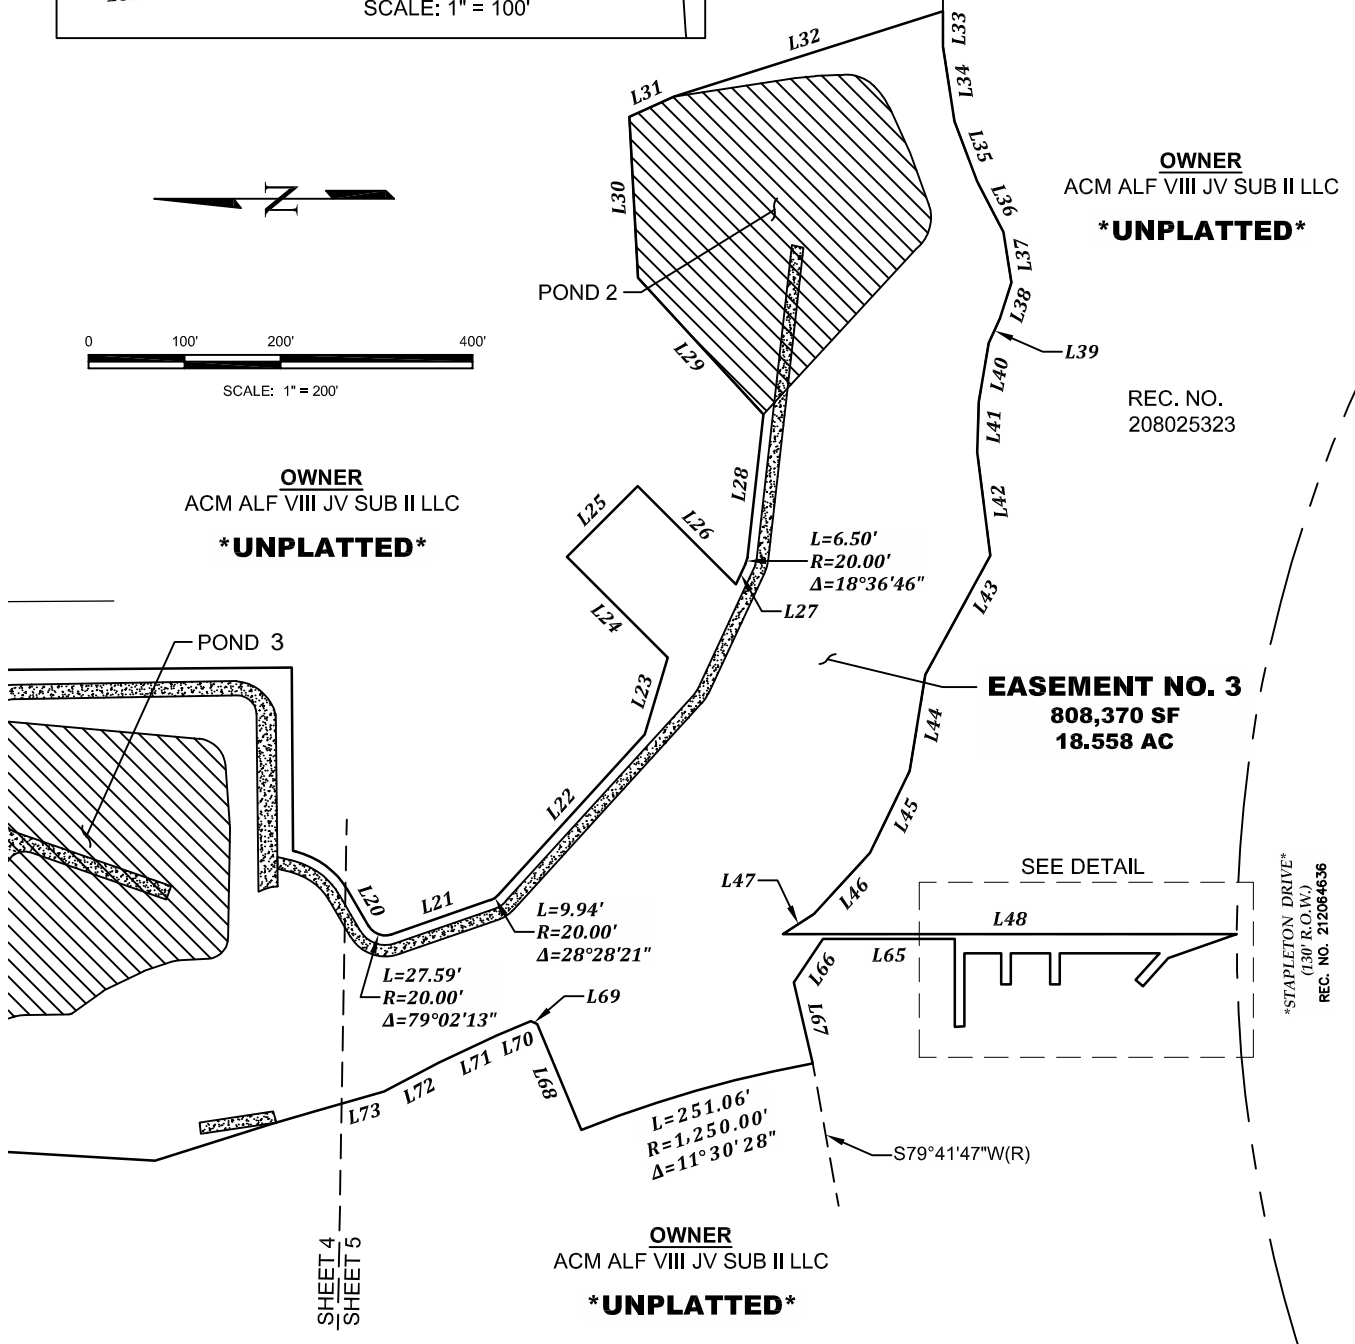 SCALE: 1" = 100'
L33
L32
L34
L31
L35
L30
L36
L37
L38
L39
L40
L41
L42
L43
L44
L45
L46
L47
OWNER
ACM ALF VIII JV SUB II LLC
*UNPLATTED*
N
POND 2
0 100' 200' 400'
SCALE: 1" = 200'
L29
REC. NO.
208025323
OWNER
ACM ALF VIII JV SUB II LLC
*UNPLATTED*
L28
L25
L26
L=6.50'
R=20.00'
Δ=18°36'46"
L27
L24
L23
POND 3
EASEMENT NO. 3
808,370 SF
18.558 AC
L22
L20
L21
L=9.94'
R=20.00'
Δ=28°28'21"
L=27.59'
R=20.00'
Δ=79°02'13"
SEE DETAIL
L48
L65
L66
L67
*STAPLETON DRIVE*
(130' R.O.W.)
REC. NO. 212064636
L69
L70
L71
L72
L73
L68
L=251.06'
R=1,250.00'
Δ=11°30'28"
S79°41'47"W(R)
SHEET 4
SHEET 5
OWNER
ACM ALF VIII JV SUB II LLC
*UNPLATTED*